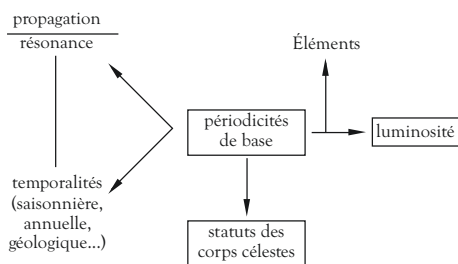 propagation
résonance
Éléments
périodicités
de base
luminosité
temporalités
(saisonnière,
annuelle,
géologique...)
statuts des
corps célestes